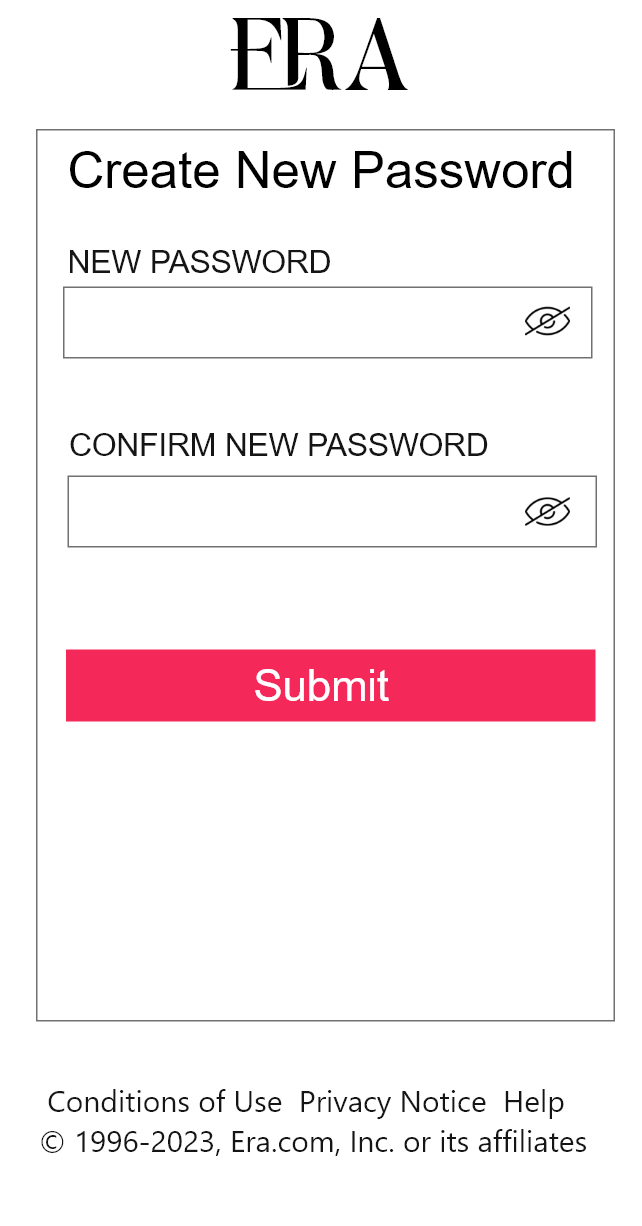 ERA
Create New Password
NEW PASSWORD
CONFIRM NEW PASSWORD
Submit
Conditions of Use Privacy Notice Help
© 1996-2023, Era.com, Inc. or its affiliates